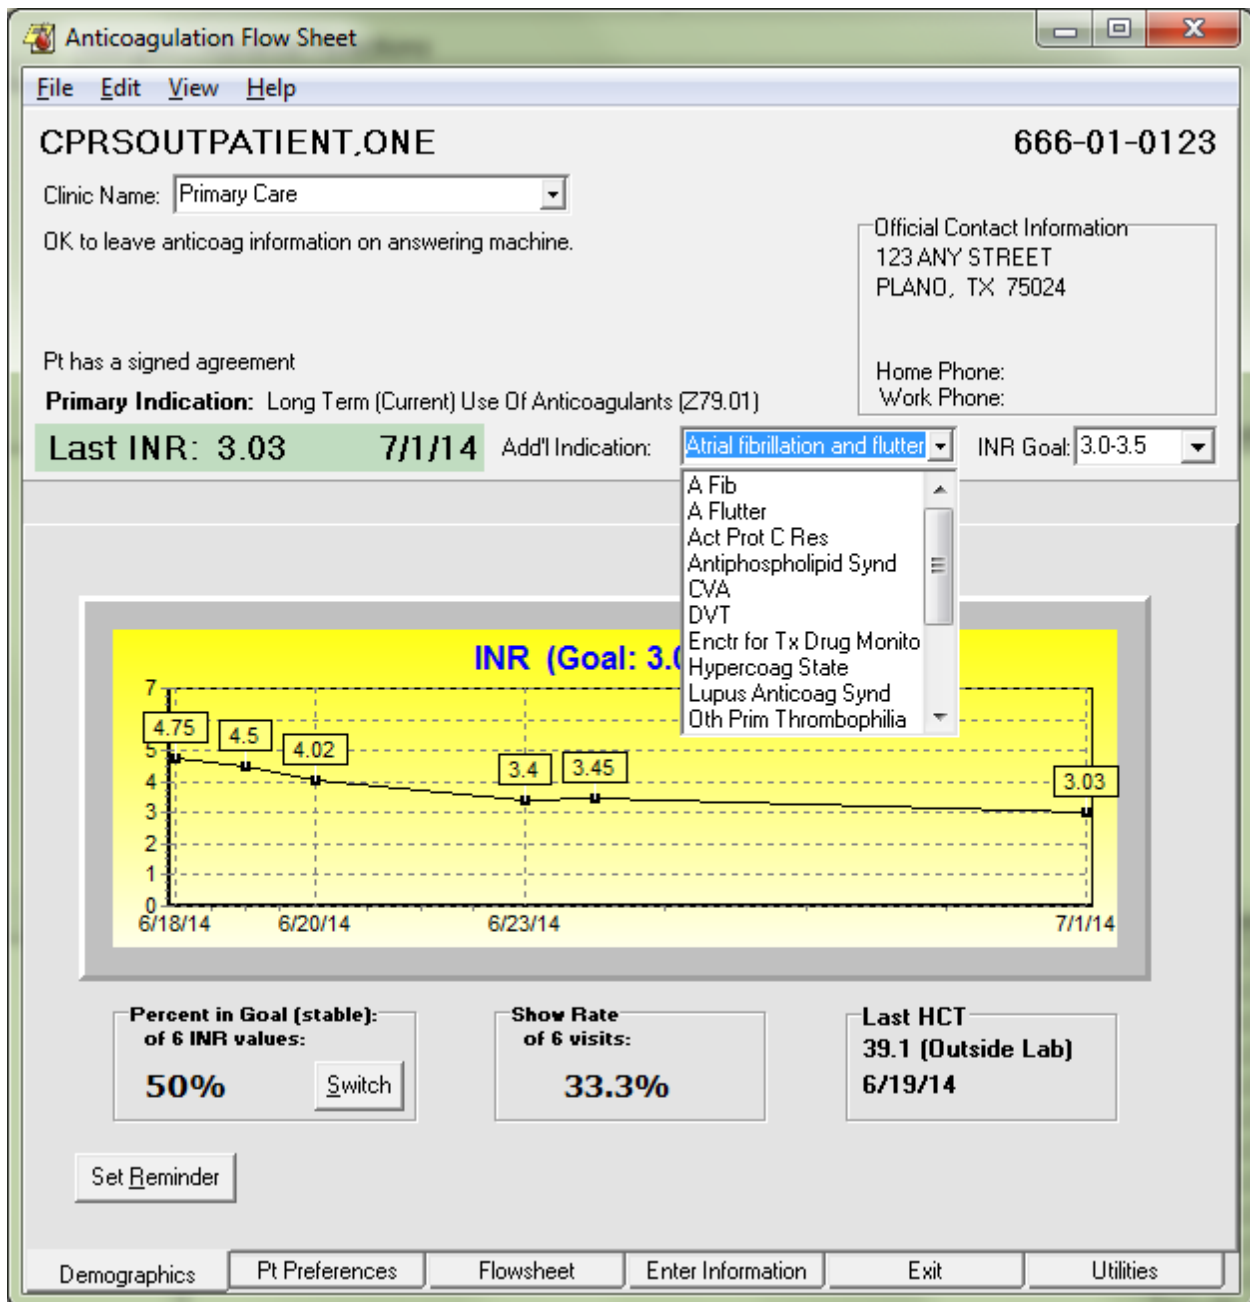 Anticoagulation Flow Sheet
File Edit View Help
CPRSOUTPATIENT,ONE 666-01-0123
Clinic Name: Primary Care
OK to leave anticoag information on answering machine.
Official Contact Information
123 ANY STREET
PLANO, TX 75024
Pt has a signed agreement
Home Phone:
Primary Indication: Long Term (Current) Use Of Anticoagulants (Z79.01)
Work Phone:
Last INR: 3.03 7/1/14 Add'l Indication: Atrial fibrillation and flutter INR Goal: 3.0-3.5
A Fib
A Flutter
Act Prot C Res
Antiphospholipid Synd
CVA
DVT
Enctr for Tx Drug Monito
Hypercoag State
Lupus Anticoag Synd
Oth Prim Thrombophilia
INR (Goal: 3.0
7
5
4
3
2
1
0
4.75
4.5
4.02
3.4
3.45
3.03
6/18/14 6/20/14 6/23/14 7/1/14
Percent in Goal (stable):
of 6 INR values:
50% Switch
Show Rate
of 6 visits:
33.3%
Last HCT
39.1 (Outside Lab)
6/19/14
Set Reminder
Demographics Pt Preferences Flowsheet Enter Information Exit Utilities